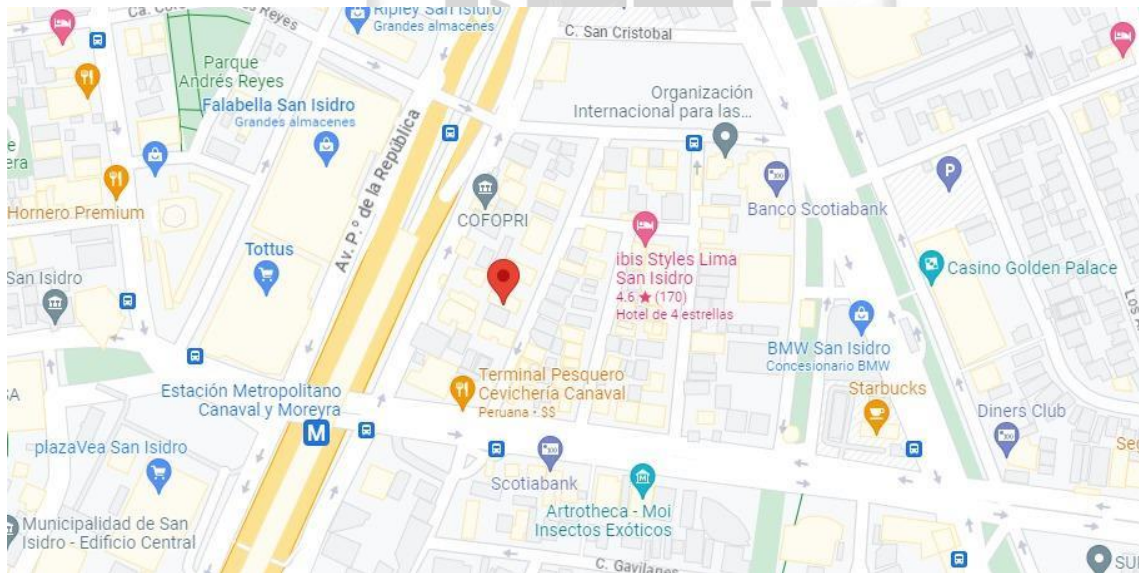 Ripley San Isidro
Grandes almacenes
C. San Cristobal
Parque
Andrés Reyes
Organización
Internacional para las...
Falabella San Isidro
Grandes almacenes
Av. P.º de la República
COFOPRI
Banco Scotiabank
P
Hornero Premium
Tottus
ibis Styles Lima
San Isidro
4.6 ★ (170)
Hotel de 4 estrellas
Casino Golden Palace
San Isidro
BMW San Isidro
Concesionario BMW
Terminal Pesquero
Cevichería Canaval
Peruana · $$
Estación Metropolitano
Canaval y Moreyra
M
Starbucks
Diners Club
plazaVea San Isidro
Scotiabank
Artrotheca - Moi
Insectos Exóticos
Municipalidad de San
Isidro - Edificio Central
C. Gavilanes